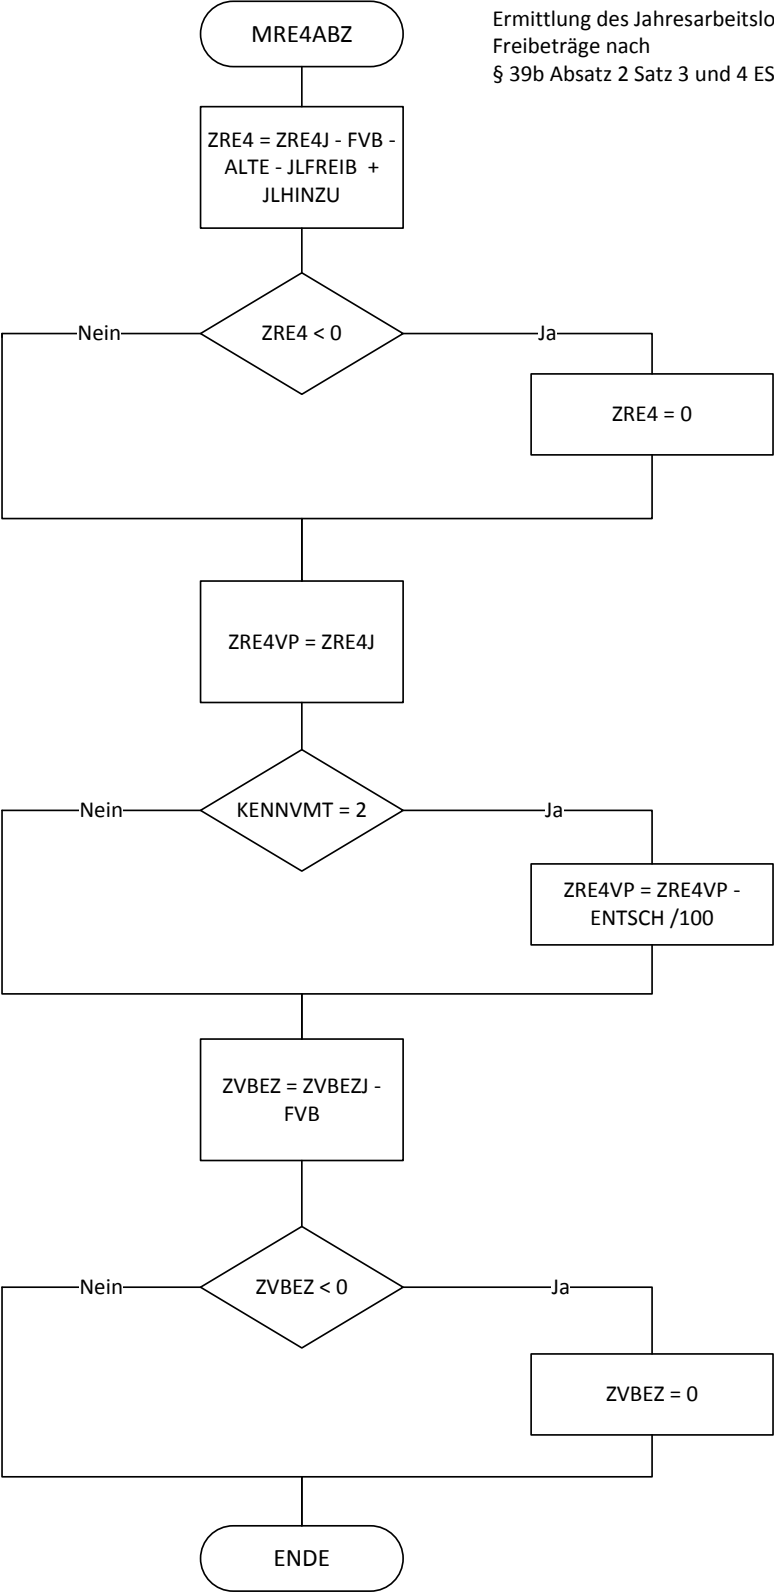 MRE4ABZ
Ermittlung des
Freibeträge nach
§ 39b Absatz 2 Satz 3 und 4
ZRE4 = ZRE4J - FVB -
ALTE - JLFREIB +
JLHINZU
Nein
ZRE4 < 0
Ja
ZRE4 = 0
ZRE4VP = ZRE4J
Nein
KENNVMT = 2
Ja
ZRE4VP = ZRE4VP -
ENTSCH /100
ZVBEZ = ZVBEZJ -
FVB
Nein
ZVBEZ < 0
Ja
ZVBEZ = 0
ENDE